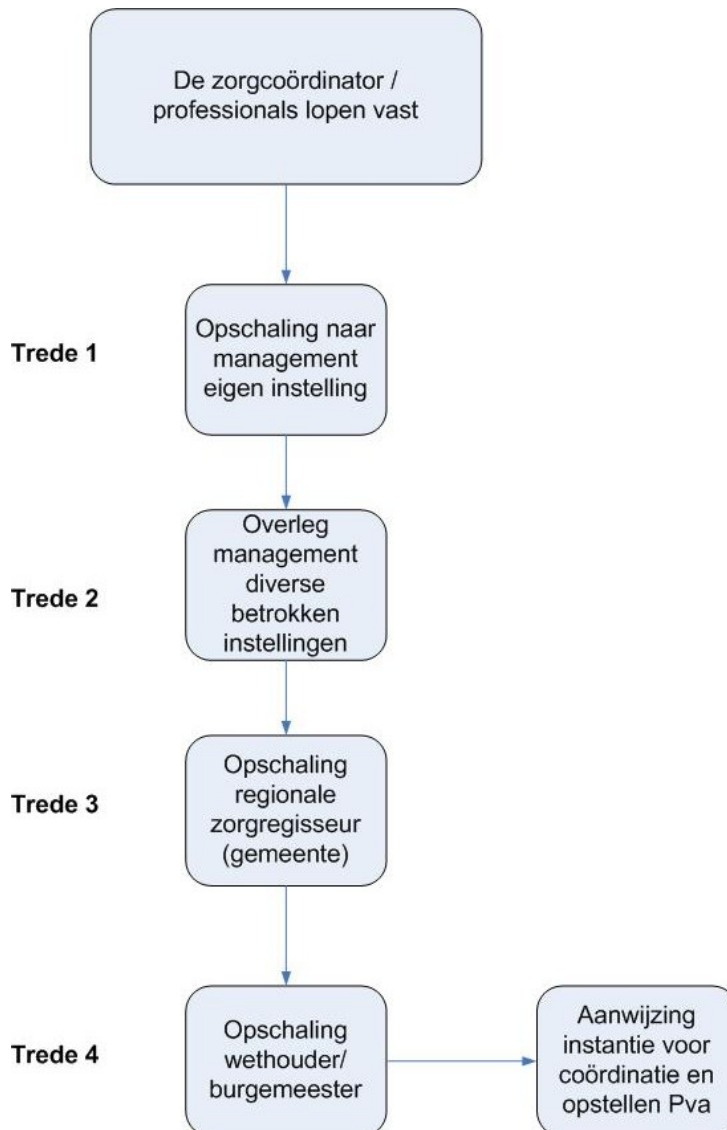 De zorgcoördinator /
professionals lopen vast
Trede 1
Opschaling naar
management
eigen instelling
Trede 2
Overleg
management
diverse
betrokken
instellingen
Trede 3
Opschaling
regionale
zorgregisseur
(gemeente)
Trede 4
Opschaling
wethouder/
burgemeester
Aanwijzing
instantie voor
coördinatie en
opstellen Pva